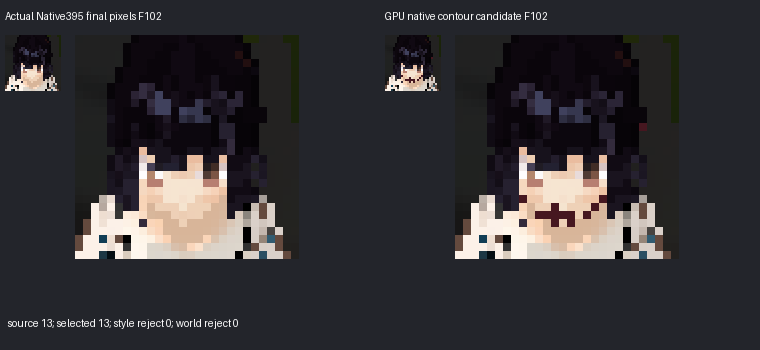 Actual Native395 final pixels F102
GPU native contour candidate F102
source 13; selected 13; style reject 0; world reject 0